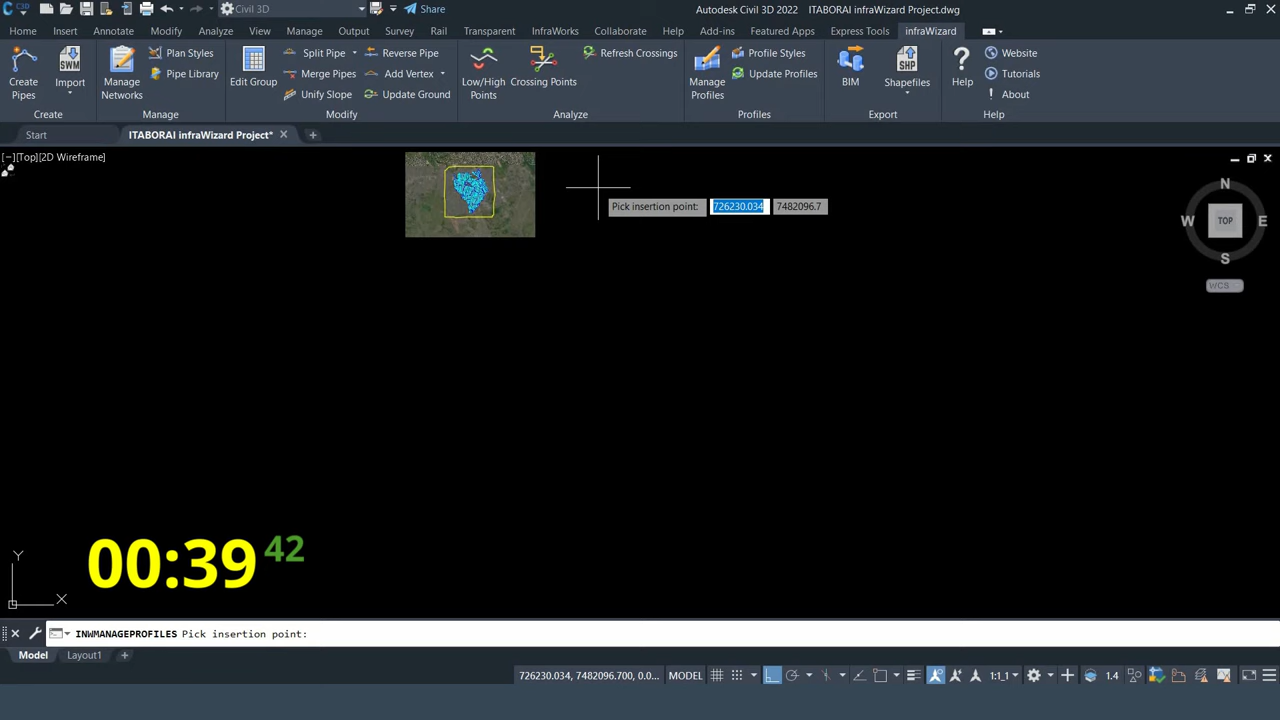 C3D Civil 3D Share Autodesk Civil 3D 2022 ITABORAI infraWizard Project.dwg
Home Insert Annotate Modify Analyze View Manage Output Survey Rail Transparent InfraWorks Collaborate Help Add-ins Featured Apps Express Tools infraWizard
Create Pipes
Create
SWM
Import
Manage Networks
Plan Styles
Pipe Library
Manage
Edit Group
Split Pipe
Merge Pipes
Unify Slope
Reverse Pipe
Add Vertex
Update Ground
Modify
Low/High Points
Crossing Points
Refresh Crossings
Analyze
Manage Profiles
Profile Styles
Update Profiles
Profiles
BIM
SHP
Shapefiles
Export
Help
Website
Tutorials
About
Help
Start ITABORAI infraWizard Project*
[−][Top][2D Wireframe]
Pick insertion point: 726230.034 7482096.7
N
W TOP E
S
WCS
00:39 42
Y
X
INWMANAGEPROFILES Pick insertion point:
Model Layout1
726230.034, 7482096.700, 0.0... MODEL 1:1_1 1.4